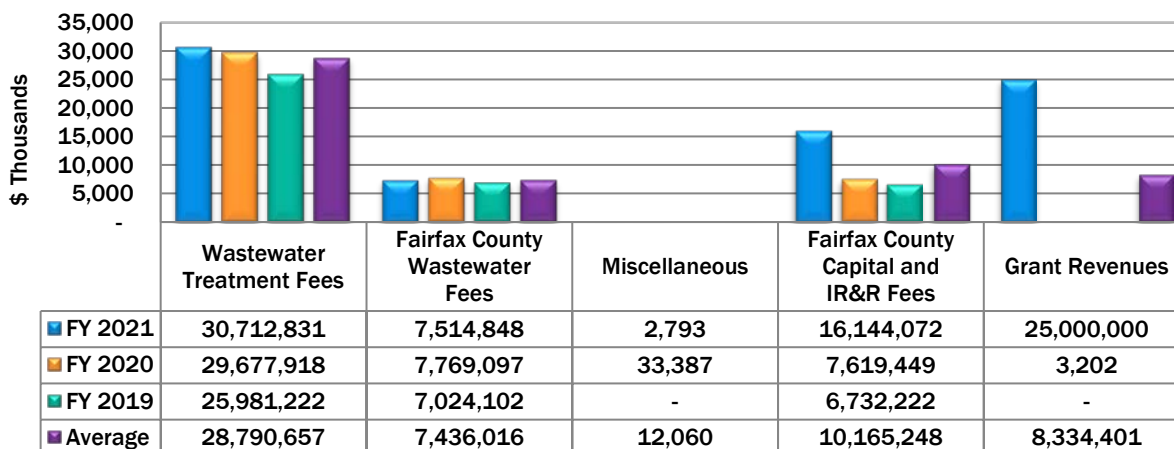 $ Thousands
35,000
30,000
25,000
20,000
15,000
10,000
5,000
-
Wastewater
Treatment Fees
Fairfax County
Wastewater
Fees
Miscellaneous
Fairfax County
Capital and
IR&R Fees
Grant Revenues
FY 2021 30,712,831 7,514,848 2,793 16,144,072 25,000,000
FY 2020 29,677,918 7,769,097 33,387 7,619,449 3,202
FY 2019 25,981,222 7,024,102 - 6,732,222 -
Average 28,790,657 7,436,016 12,060 10,165,248 8,334,401